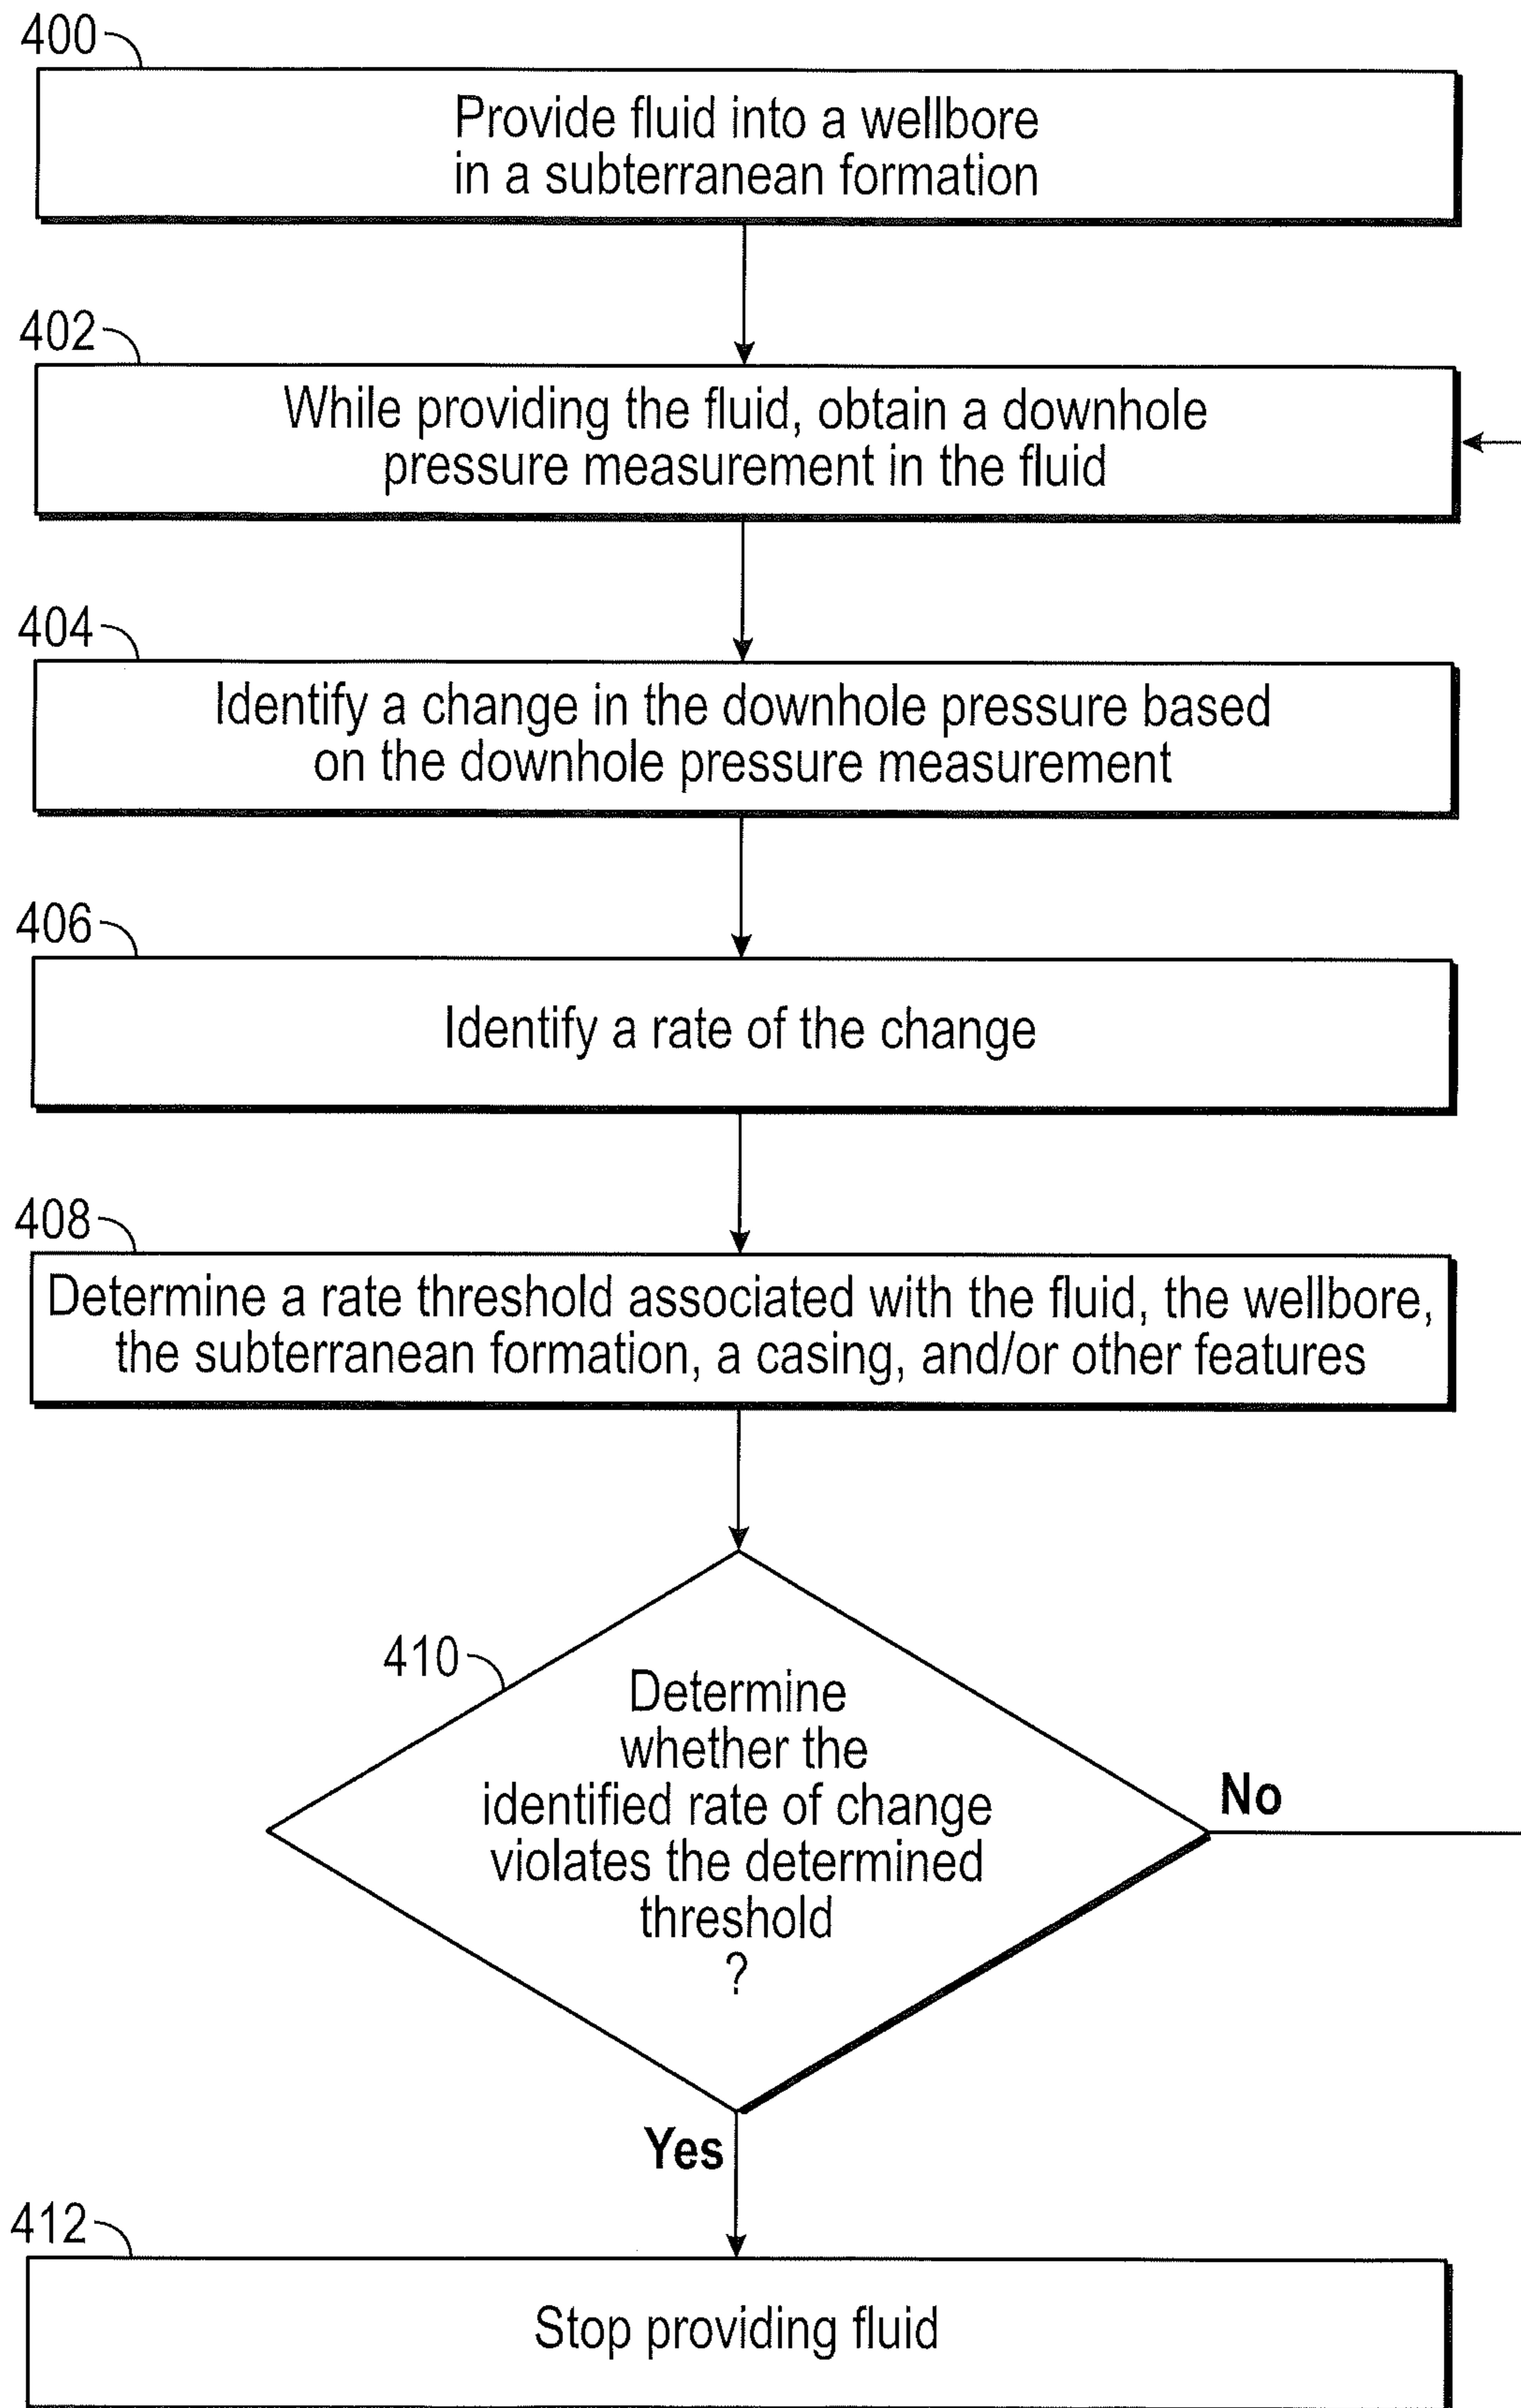 400
Provide fluid into a wellbore
in a subterranean formation
402
While providing the fluid, obtain a downhole
pressure measurement in the fluid
404
Identify a change in the downhole pressure based
on the downhole pressure measurement
406
Identify a rate of the change
408
Determine a rate threshold associated with the fluid, the wellbore,
the subterranean formation, a casing, and/or other features
410
Determine
whether the
identified rate of change
violates the determined
threshold
?
No
Yes
412
Stop providing fluid